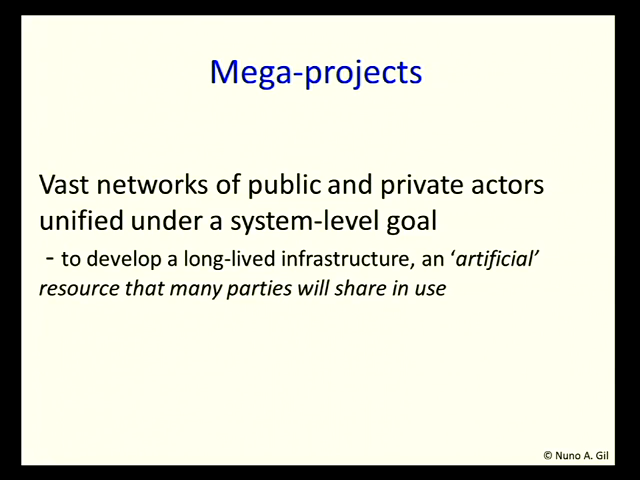 Mega-projects
Vast networks of public and private actors
unified under a system-level goal
- to develop a long-lived infrastructure, an ‘artificial’
resource that many parties will share in use
© Nuno A. Gil